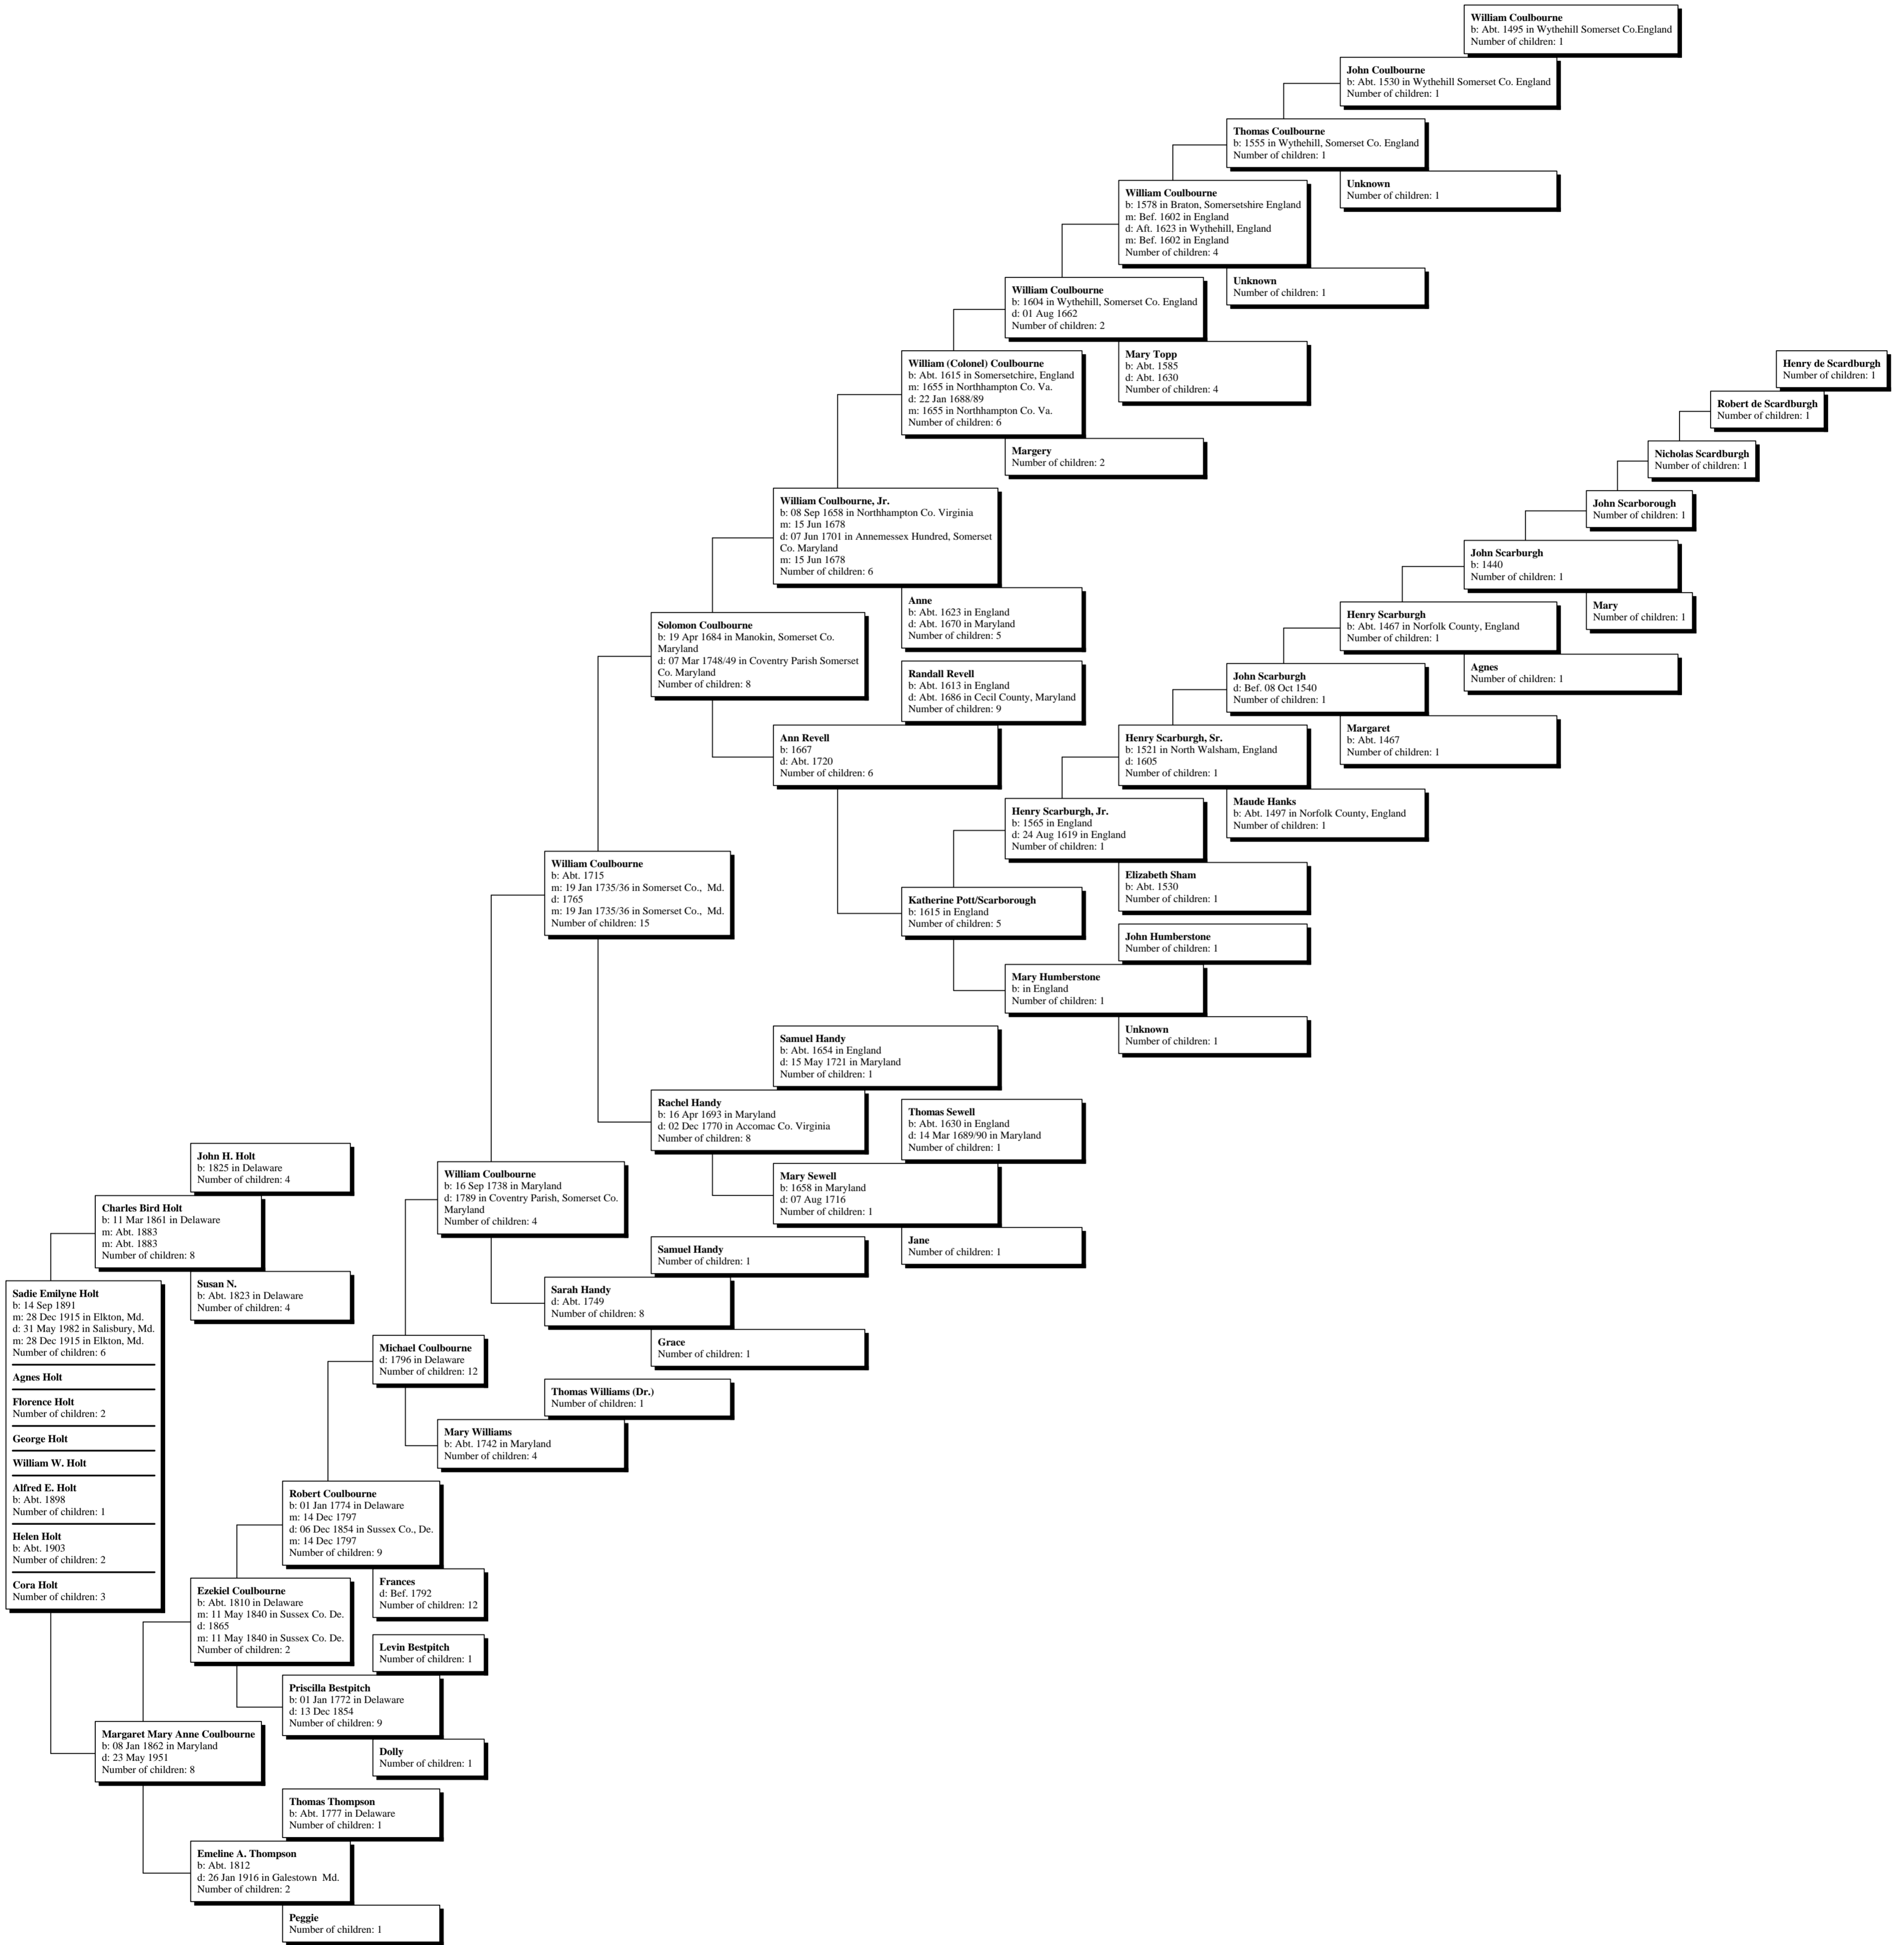 William Coulbourne
b: Abt. 1495 in Wythehill Somerset Co.England
Number of children: 1
John Coulbourne
b: Abt. 1530 in Wythehill Somerset Co. England
Number of children: 1
Thomas Coulbourne
b: 1555 in Wythehill, Somerset Co. England
Number of children: 1
Unknown
Number of children: 1
William Coulbourne
b: 1578 in Braton, Somersetshire England
m: Bef. 1602 in England
d: Aft. 1623 in Wythehill, England
m: Bef. 1602 in England
Number of children: 4
Unknown
Number of children: 1
William Coulbourne
b: 1604 in Wythehill, Somerset Co. England
d: 01 Aug 1662
Number of children: 2
Mary Topp
b: Abt. 1585
d: Abt. 1630
Number of children: 4
William (Colonel) Coulbourne
b: Abt. 1615 in Somersetchire, England
m: 1655 in Northhampton Co. Va.
d: 22 Jan 1688/89
m: 1655 in Northhampton Co. Va.
Number of children: 6
Margery
Number of children: 2
Henry de Scardburgh
Number of children: 1
Robert de Scardburgh
Number of children: 1
Nicholas Scardburgh
Number of children: 1
John Scarborough
Number of children: 1
John Scarburgh
b: 1440
Number of children: 1
Mary
Number of children: 1
Henry Scarburgh
b: Abt. 1467 in Norfolk County, England
Number of children: 1
Agnes
Number of children: 1
John Scarburgh
d: Bef. 08 Oct 1540
Number of children: 1
Margaret
b: Abt. 1467
Number of children: 1
William Coulbourne, Jr.
b: 08 Sep 1658 in Northhampton Co. Virginia
m: 15 Jun 1678
d: 07 Jun 1701 in Annemessex Hundred, Somerset
Co. Maryland
m: 15 Jun 1678
Number of children: 6
Anne
b: Abt. 1623 in England
d: Abt. 1670 in Maryland
Number of children: 5
Solomon Coulbourne
b: 19 Apr 1684 in Manokin, Somerset Co.
Maryland
d: 07 Mar 1748/49 in Coventry Parish Somerset
Co. Maryland
Number of children: 8
Randall Revell
b: Abt. 1613 in England
d: Abt. 1686 in Cecil County, Maryland
Number of children: 9
Ann Revell
b: 1667
d: Abt. 1720
Number of children: 6
Henry Scarburgh, Sr.
b: 1521 in North Walsham, England
d: 1605
Number of children: 1
Maude Hanks
b: Abt. 1497 in Norfolk County, England
Number of children: 1
Henry Scarburgh, Jr.
b: 1565 in England
d: 24 Aug 1619 in England
Number of children: 1
Elizabeth Sham
b: Abt. 1530
Number of children: 1
Katherine Pott/Scarborough
b: 1615 in England
Number of children: 5
John Humberstone
Number of children: 1
Mary Humberstone
b: in England
Number of children: 1
Unknown
Number of children: 1
William Coulbourne
b: Abt. 1715
m: 19 Jan 1735/36 in Somerset Co.,  Md.
d: 1765
m: 19 Jan 1735/36 in Somerset Co.,  Md.
Number of children: 15
Samuel Handy
b: Abt. 1654 in England
d: 15 May 1721 in Maryland
Number of children: 1
Rachel Handy
b: 16 Apr 1693 in Maryland
d: 02 Dec 1770 in Accomac Co. Virginia
Number of children: 8
Thomas Sewell
b: Abt. 1630 in England
d: 14 Mar 1689/90 in Maryland
Number of children: 1
Mary Sewell
b: 1658 in Maryland
d: 07 Aug 1716
Number of children: 1
Jane
Number of children: 1
William Coulbourne
b: 16 Sep 1738 in Maryland
d: 1789 in Coventry Parish, Somerset Co.
Maryland
Number of children: 4
Samuel Handy
Number of children: 1
Sarah Handy
d: Abt. 1749
Number of children: 8
Grace
Number of children: 1
Michael Coulbourne
d: 1796 in Delaware
Number of children: 12
Thomas Williams (Dr.)
Number of children: 1
Mary Williams
b: Abt. 1742 in Maryland
Number of children: 4
John H. Holt
b: 1825 in Delaware
Number of children: 4
Charles Bird Holt
b: 11 Mar 1861 in Delaware
m: Abt. 1883
m: Abt. 1883
Number of children: 8
Susan N.
b: Abt. 1823 in Delaware
Number of children: 4
Sadie Emilyne Holt
b: 14 Sep 1891
m: 28 Dec 1915 in Elkton, Md.
d: 31 May 1982 in Salisbury, Md.
m: 28 Dec 1915 in Elkton, Md.
Number of children: 6
Agnes Holt
Florence Holt
Number of children: 2
George Holt
William W. Holt
Alfred E. Holt
b: Abt. 1898
Number of children: 1
Helen Holt
b: Abt. 1903
Number of children: 2
Cora Holt
Number of children: 3
Robert Coulbourne
b: 01 Jan 1774 in Delaware
m: 14 Dec 1797
d: 06 Dec 1854 in Sussex Co., De.
m: 14 Dec 1797
Number of children: 9
Frances
d: Bef. 1792
Number of children: 12
Ezekiel Coulbourne
b: Abt. 1810 in Delaware
m: 11 May 1840 in Sussex Co. De.
d: 1865
m: 11 May 1840 in Sussex Co. De.
Number of children: 2
Levin Bestpitch
Number of children: 1
Priscilla Bestpitch
b: 01 Jan 1772 in Delaware
d: 13 Dec 1854
Number of children: 9
Dolly
Number of children: 1
Margaret Mary Anne Coulbourne
b: 08 Jan 1862 in Maryland
d: 23 May 1951
Number of children: 8
Thomas Thompson
b: Abt. 1777 in Delaware
Number of children: 1
Emeline A. Thompson
b: Abt. 1812
d: 26 Jan 1916 in Galestown  Md.
Number of children: 2
Peggie
Number of children: 1